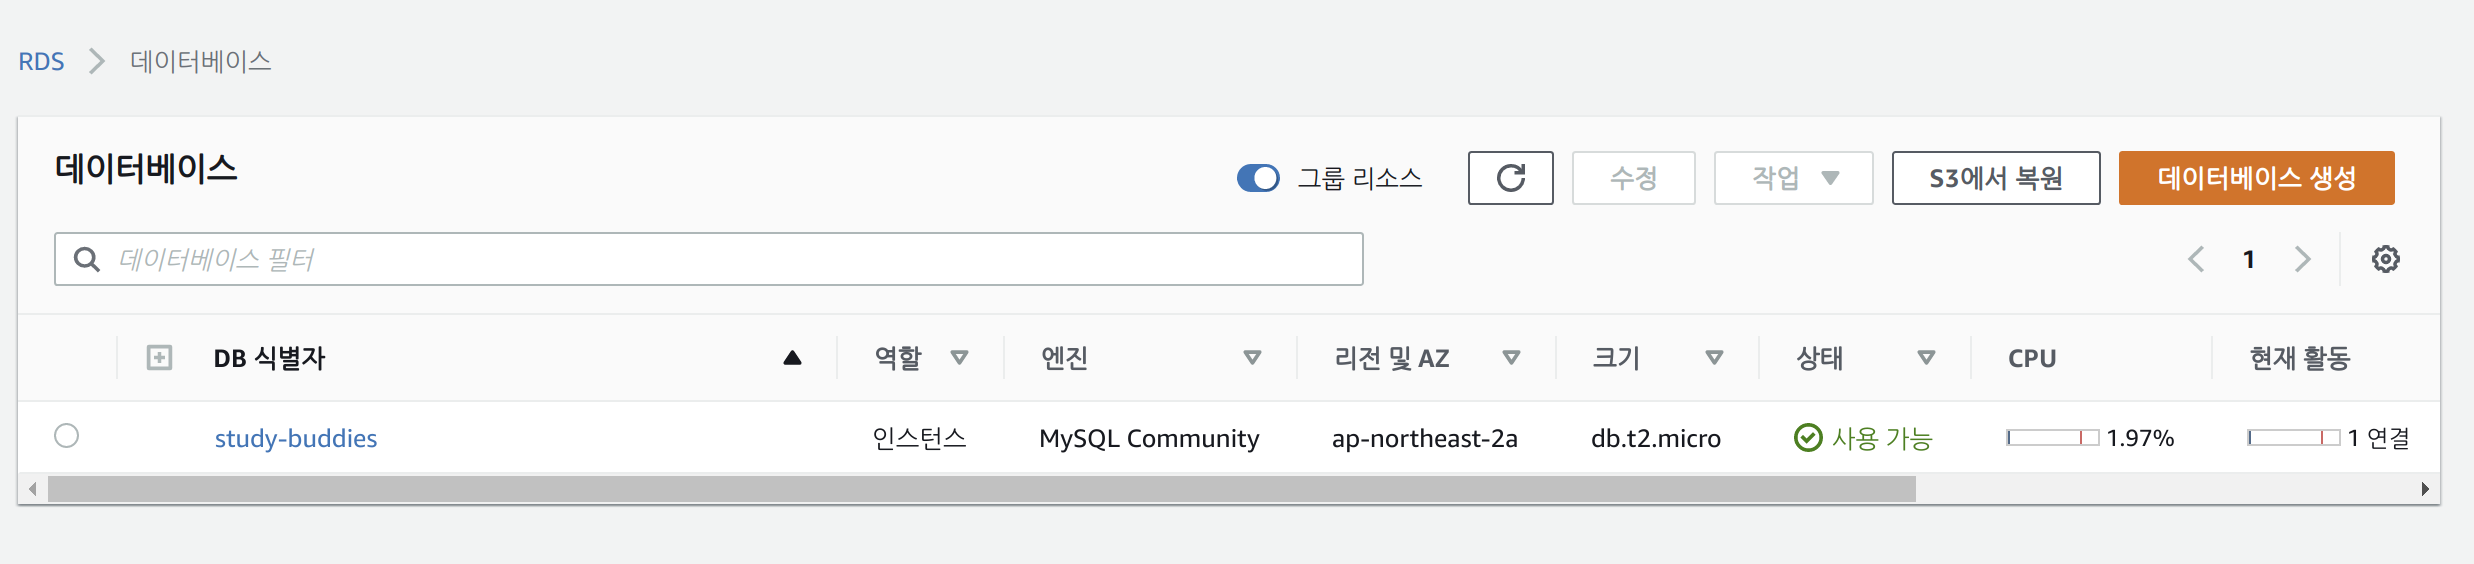 RDS 데이터베이스
데이터베이스 그룹 리소스 수정 작업 S3에서 복원 데이터베이스 생성
데이터베이스 필터 1
DB 식별자 역할 엔진 리전 및 AZ 크기 상태 CPU 현재 활동
study-buddies 인스턴스 MySQL Community ap-northeast-2a db.t2.micro 사용 가능 1.97% 1 연결